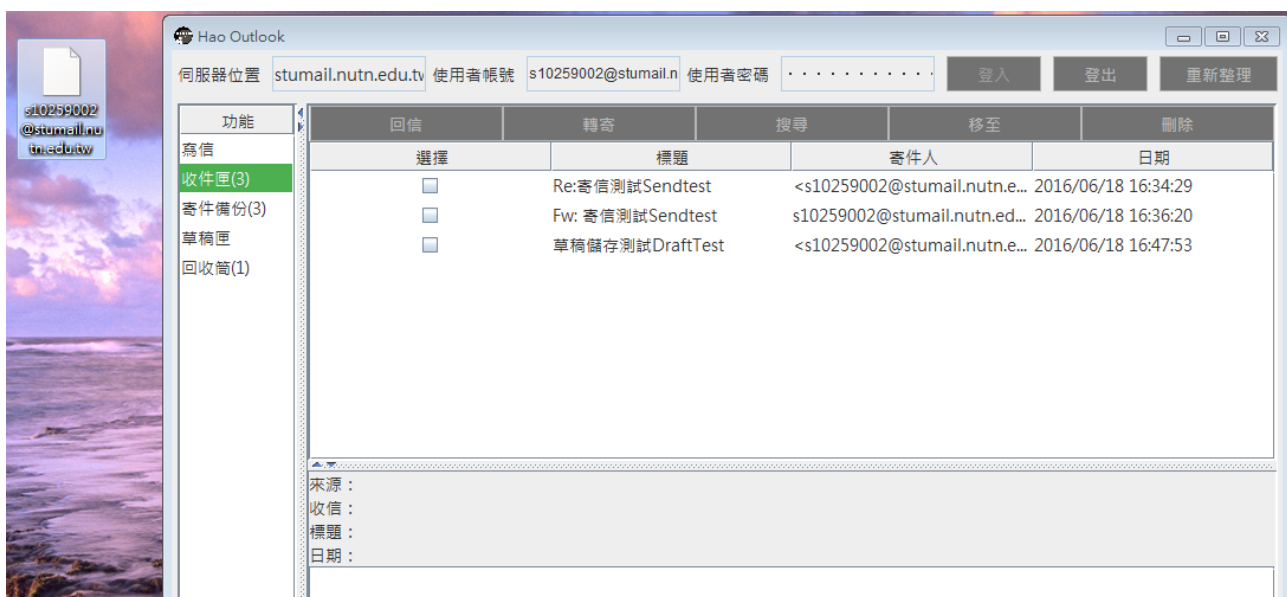 Hao Outlook
伺服器位置 stumail.nutn.edu.tw 使用者帳號 s10259002@stumail.n 使用者密碼 登入 登出 重新整理
s10259002
@stumail.nu
tn.edu.tw
功能 回信 轉寄 搜尋 移至 刪除
寫信 選擇 標題 寄件人 日期
收件匣(3) Re:寄信測試Sendtest <s10259002@stumail.nutn.e... 2016/06/18 16:34:29
寄件備份(3) Fw: 寄信測試Sendtest s10259002@stumail.nutn.ed... 2016/06/18 16:36:20
草稿匣 草稿儲存測試DraftTest <s10259002@stumail.nutn.e... 2016/06/18 16:47:53
回收筒(1)
來源：
收信：
標題：
日期：